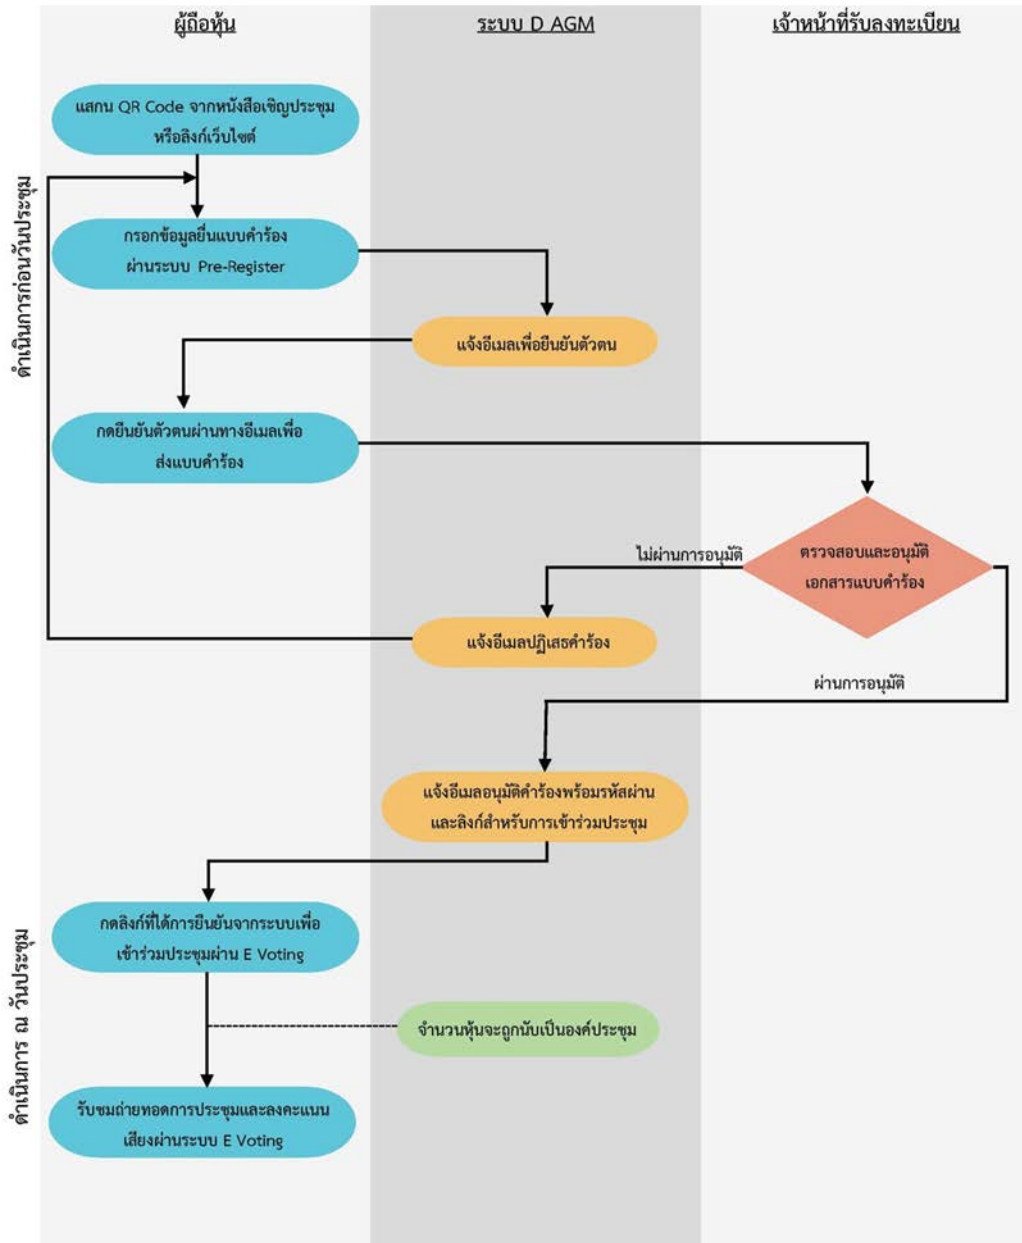 ผู้ถือหุ้น
ระบบ D AGM
เจ้าหน้าที่รับลงทะเบียน
ดำเนินการก่อนวันประชุม
แสกน QR Code จากหนังสือเชิญประชุม
หรือลิงก์เว็บไซต์
กรอกข้อมูลยื่นแบบคำร้อง
ผ่านระบบ Pre-Register
แจ้งอีเมลเพื่อยืนยันตัวตน
กดยืนยันตัวตนผ่านทางอีเมลเพื่อ
ส่งแบบคำร้อง
ตรวจสอบและอนุมัติ
เอกสารแบบคำร้อง
ไม่ผ่านการอนุมัติ
แจ้งอีเมลปฏิเสธคำร้อง
ผ่านการอนุมัติ
แจ้งอีเมลอนุมัติคำร้องพร้อมรหัสผ่าน
และลิงก์สำหรับการเข้าร่วมประชุม
ดำเนินการ ณ วันประชุม
กดลิงก์ที่ได้การยืนยันจากระบบเพื่อ
เข้าร่วมประชุมผ่าน E Voting
จำนวนหุ้นจะถูกนับเป็นองค์ประชุม
รับชมถ่ายทอดการประชุมและลงคะแนน
เสียงผ่านระบบ E Voting